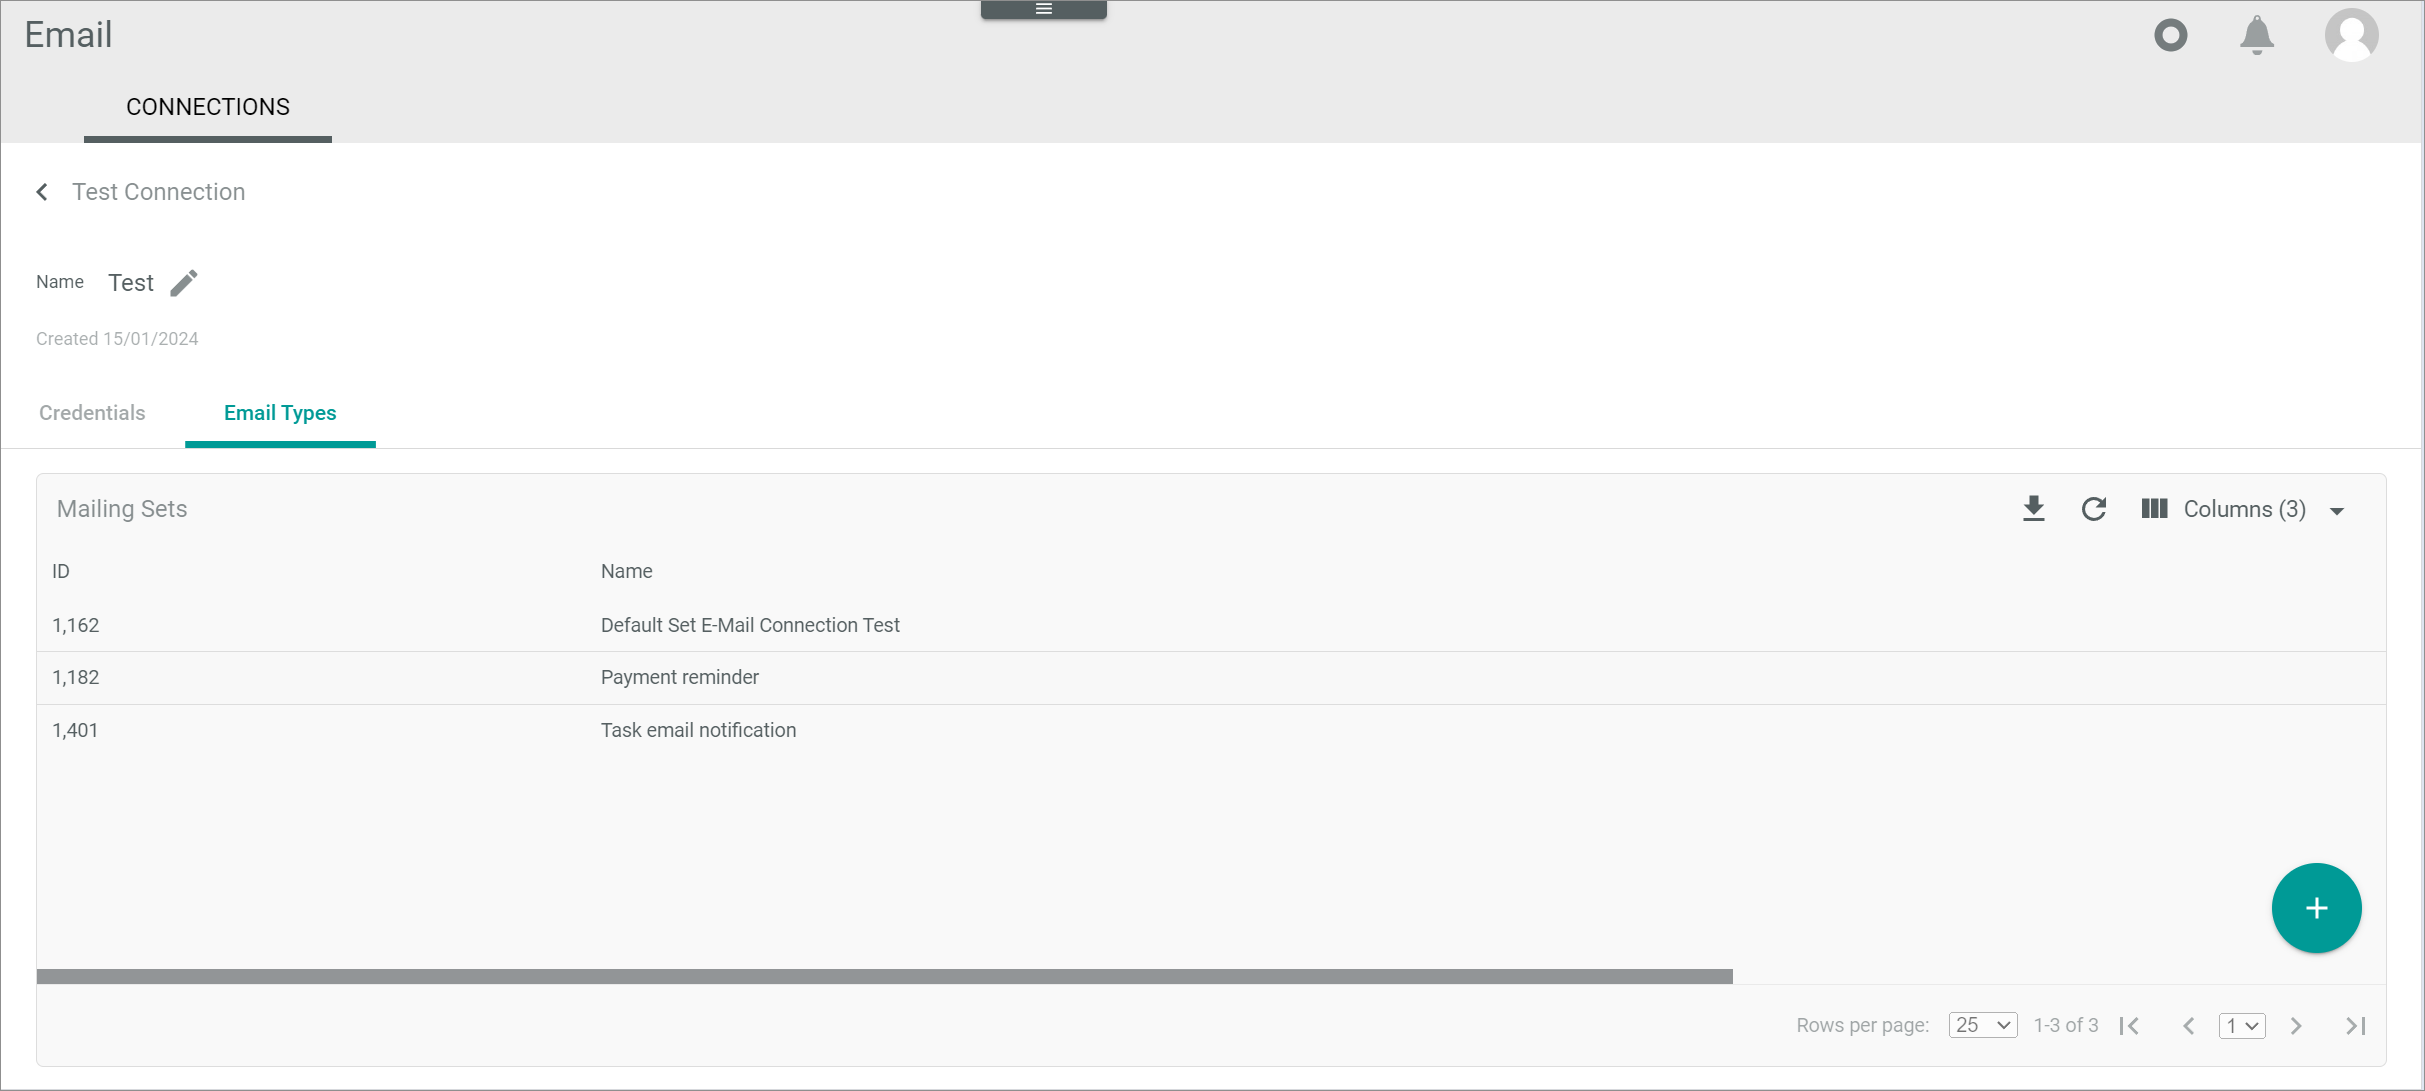 Email
CONNECTIONS
Test Connection
Name Test
Created 15/01/2024
Credentials Email Types
Mailing Sets Columns (3)
ID Name
1,162 Default Set E-Mail Connection Test
1,182 Payment reminder
1,401 Task email notification
Rows per page: 25 1-3 of 3 1